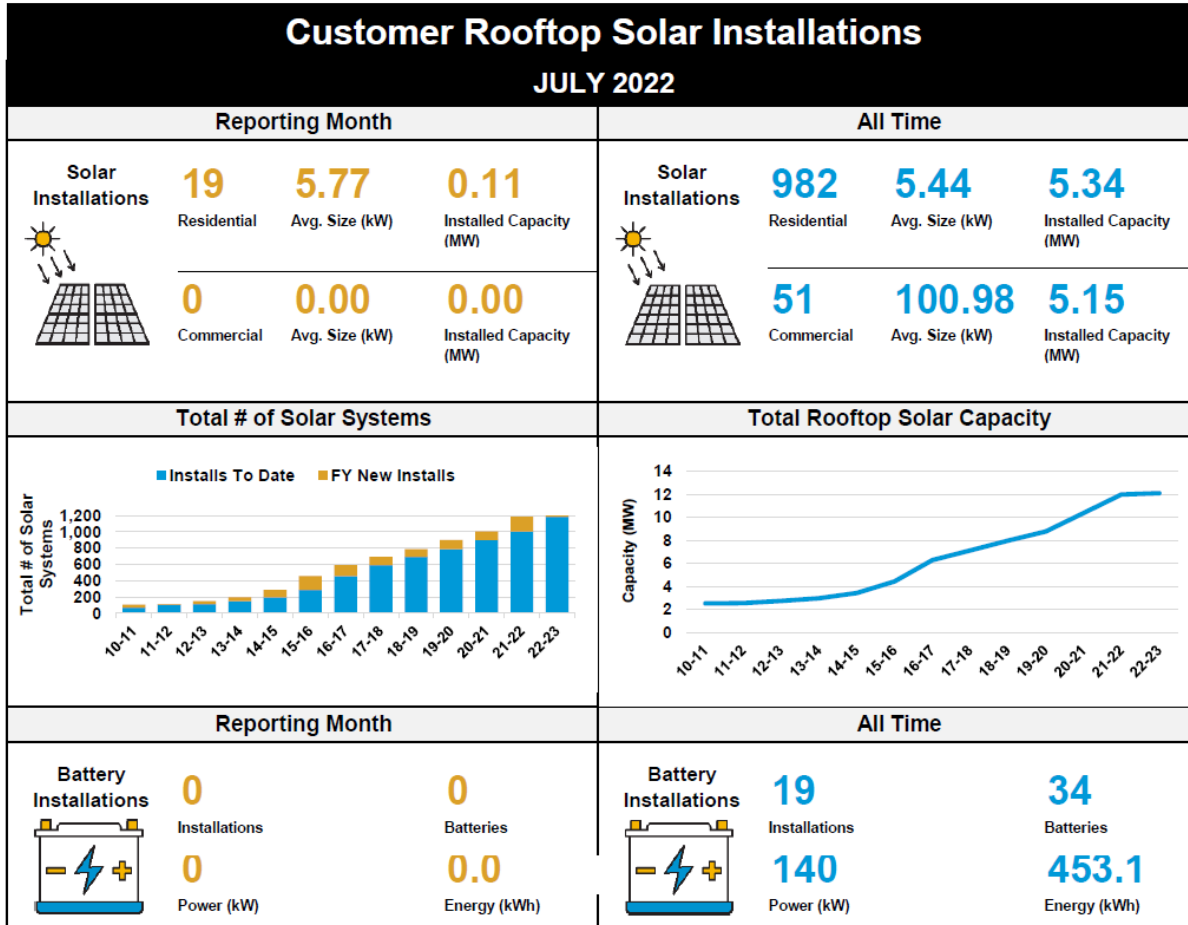 Customer Rooftop Solar Installations
JULY 2022
Reporting Month
Solar
Installations
19
5.77
0.11
Residential
Avg. Size (kW)
Installed Capacity
(MW)
0
0.00
0.00
Commercial
Avg. Size (kW)
Installed Capacity
(MW)
All Time
Solar
Installations
982
5.44
5.34
Residential
Avg. Size (kW)
Installed Capacity
(MW)
51
100.98
5.15
Commercial
Avg. Size (kW)
Installed Capacity
(MW)
Total # of Solar Systems
Installs To Date
FY New Installs
Total # of Solar
Systems
1,200
1,000
800
600
400
200
0
10-11
11-12
12-13
13-14
14-15
15-16
16-17
17-18
18-19
19-20
20-21
21-22
22-23
Total Rooftop Solar Capacity
Capacity (MW)
14
12
10
8
6
4
2
0
10-11
11-12
12-13
13-14
14-15
15-16
16-17
17-18
18-19
19-20
20-21
21-22
22-23
Reporting Month
Battery
Installations
0
0
Installations
Batteries
0
0.0
Power (kW)
Energy (kWh)
All Time
Battery
Installations
19
34
Installations
Batteries
140
453.1
Power (kW)
Energy (kWh)